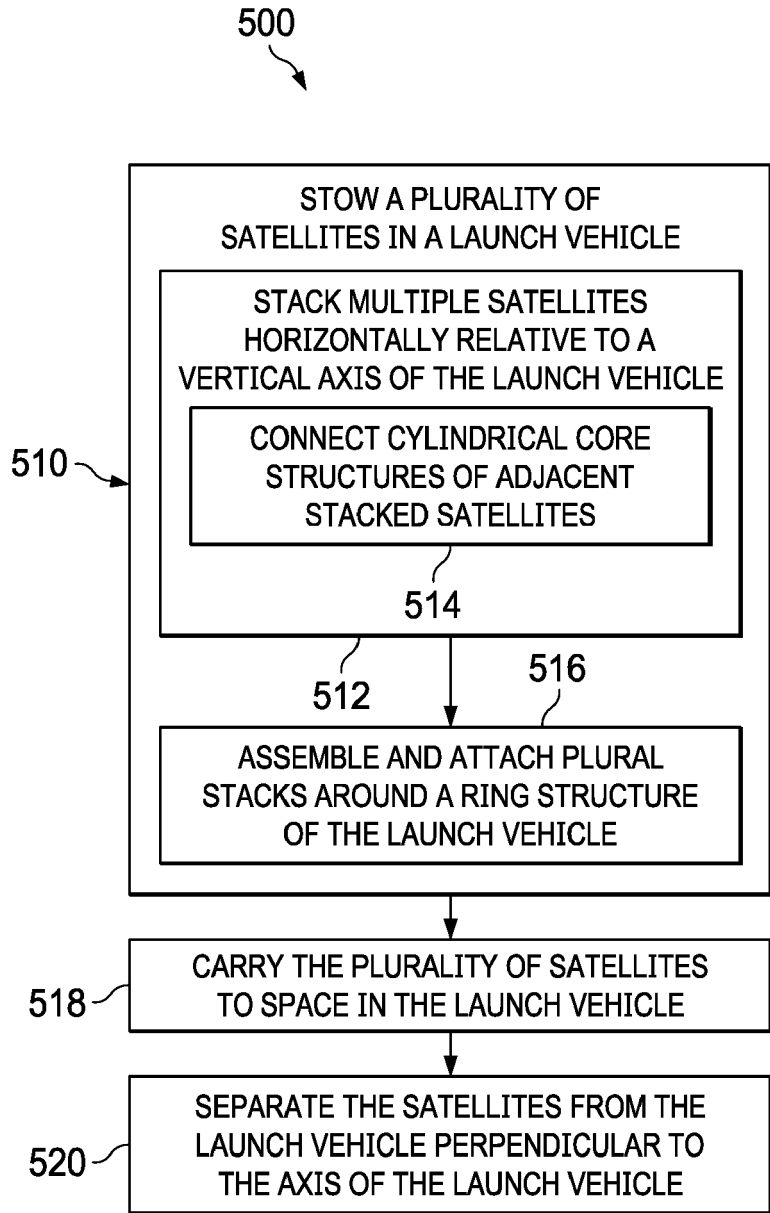 500
STOW A PLURALITY OF
SATELLITES IN A LAUNCH VEHICLE
STACK MULTIPLE SATELLITES
HORIZONTALLY RELATIVE TO A
VERTICAL AXIS OF THE LAUNCH VEHICLE
510
CONNECT CYLINDRICAL CORE
STRUCTURES OF ADJACENT
STACKED SATELLITES
514
512
516
ASSEMBLE AND ATTACH PLURAL
STACKS AROUND A RING STRUCTURE
OF THE LAUNCH VEHICLE
518
CARRY THE PLURALITY OF SATELLITES
TO SPACE IN THE LAUNCH VEHICLE
520
SEPARATE THE SATELLITES FROM THE
LAUNCH VEHICLE PERPENDICULAR TO
THE AXIS OF THE LAUNCH VEHICLE